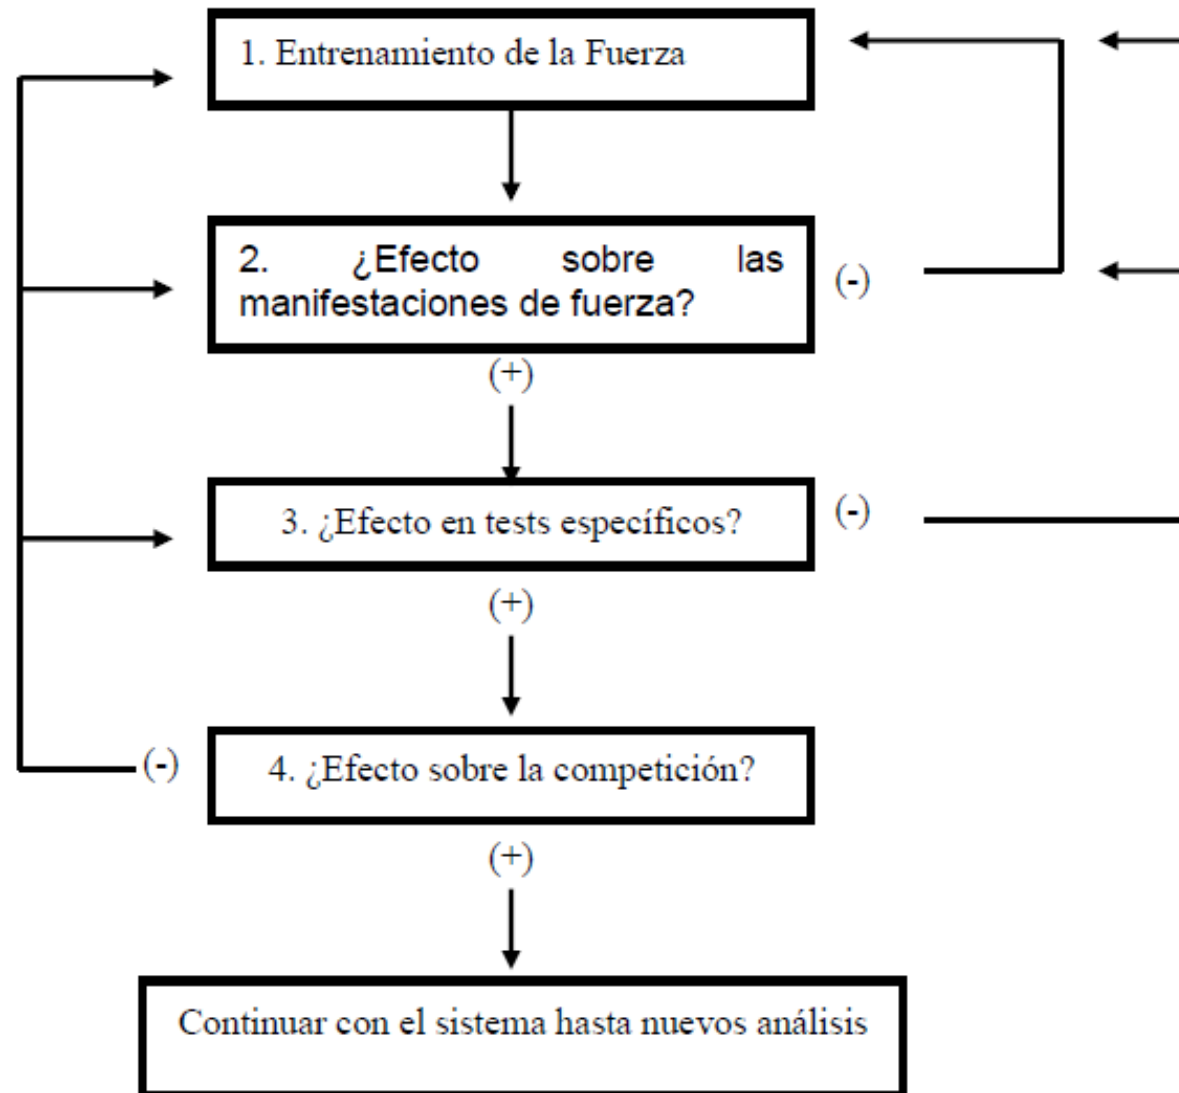 1. Entrenamiento de la Fuerza
2. ¿Efecto sobre las
manifestaciones de fuerza?
(-)
(+)
3. ¿Efecto en tests específicos?
(-)
(+)
(-)
4. ¿Efecto sobre la competición?
(+)
Continuar con el sistema hasta nuevos análisis